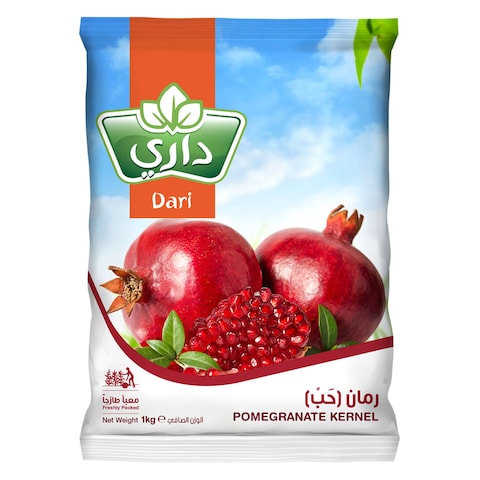 داري
Dari
رمان (حَبْ)
POMEGRANATE KERNEL
معبأ طازجاً
Freshly Packed
Net Weight 1kg الوزن الصافي ℮